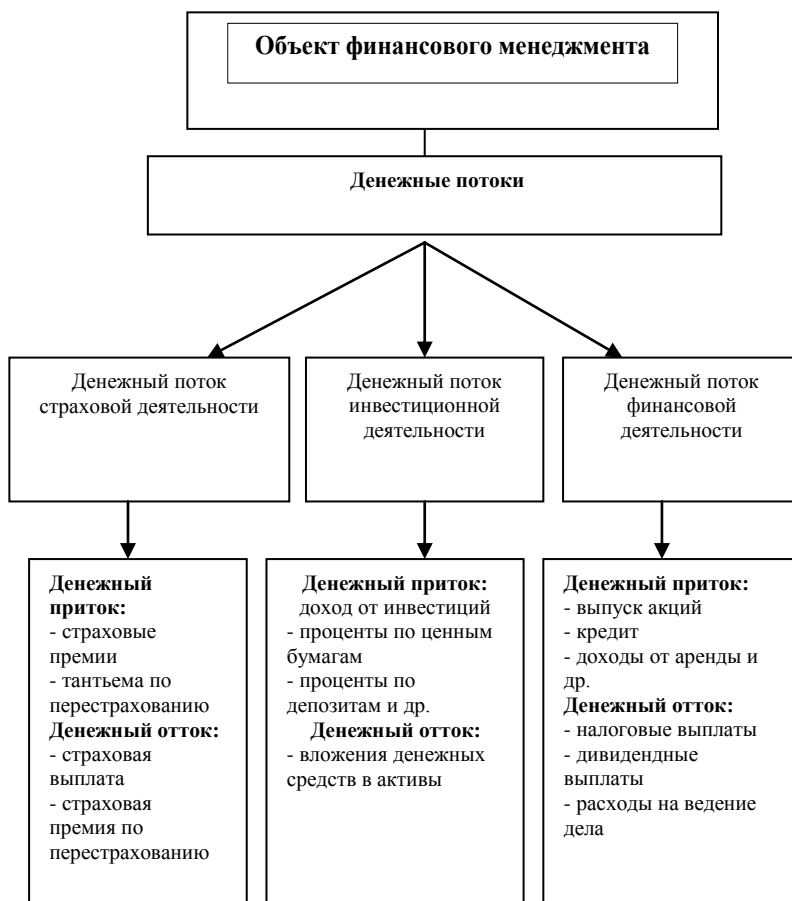 Объект финансового менеджмента
Денежные потоки
Денежный поток
страховой деятельности
Денежный поток
инвестиционной
деятельности
Денежный поток
финансовой
деятельности
Денежный
приток:
- страховые
премии
- тантьема по
перестрахованию
Денежный отток:
- страховая
выплата
- страховая
премия по
перестрахованию
Денежный приток:
доход от инвестиций
- проценты по ценным
бумагам
- проценты по
депозитам и др.
Денежный отток:
- вложения денежных
средств в активы
Денежный приток:
- выпуск акций
- кредит
- доходы от аренды и
др.
Денежный отток:
- налоговые выплаты
- дивидендные
выплаты
- расходы на ведение
дела